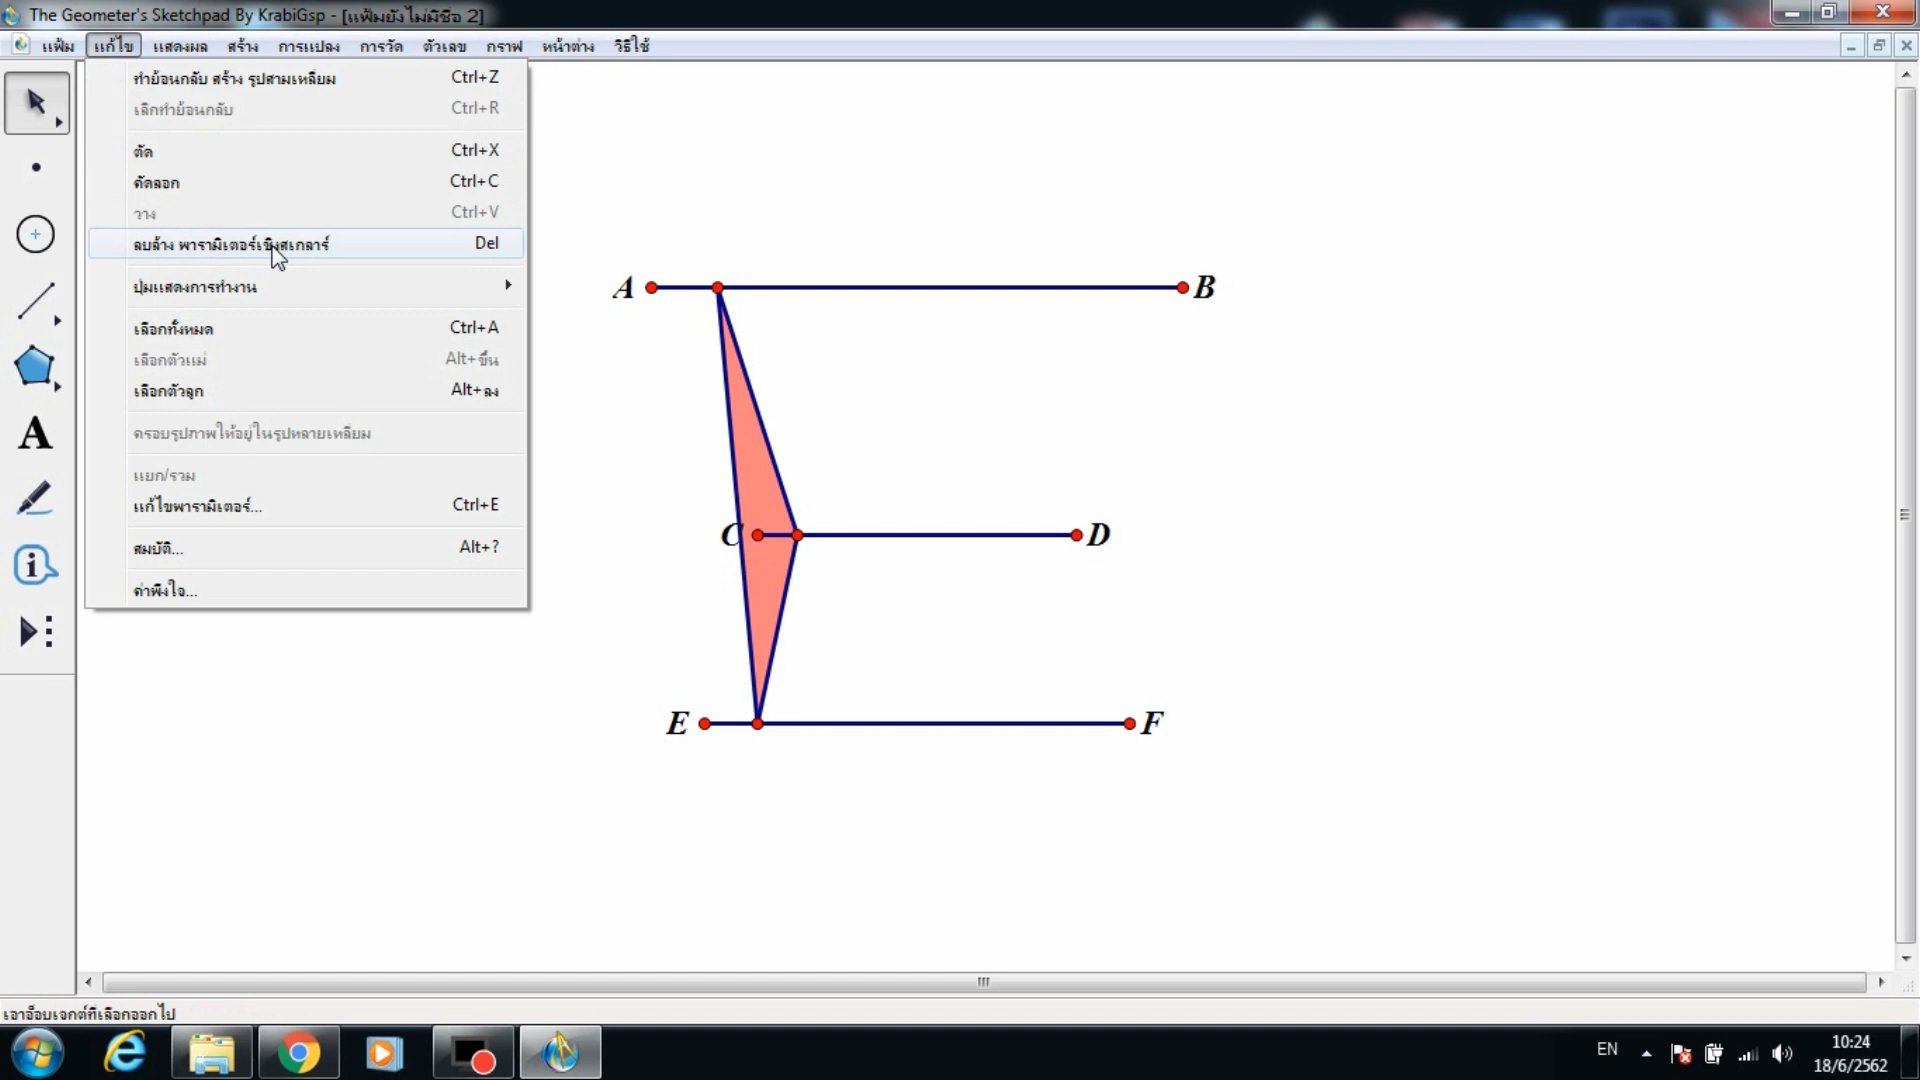 The Geometer's Sketchpad By KrabiGsp - [แฟ้มยังไม่มีชื่อ 2]
แฟ้ม แก้ไข แสดงผล สร้าง การแปลง การวัด ตัวเลข กราฟ หน้าต่าง วิธีใช้
ทำย้อนกลับ สร้าง รูปสามเหลี่ยม Ctrl+Z
เลิกทำย้อนกลับ Ctrl+R
ตัด Ctrl+X
คัดลอก Ctrl+C
วาง Ctrl+V
ลบล้าง พารามิเตอร์เชิงสเกลาร์ Del
ปุ่มแสดงการทำงาน
เลือกทั้งหมด Ctrl+A
เลือกตัวแม่ Alt+ขึ้น
เลือกตัวลูก Alt+ลง
ครอบรูปภาพให้อยู่ในรูปหลายเหลี่ยม
แยก/รวม
แก้ไขพารามิเตอร์... Ctrl+E
สมบัติ... Alt+?
ค่าพึงใจ...
A
A B
C D
E F
เอาอ็อบเจกต์ที่เลือกออกไป
EN
10:24
18/6/2562